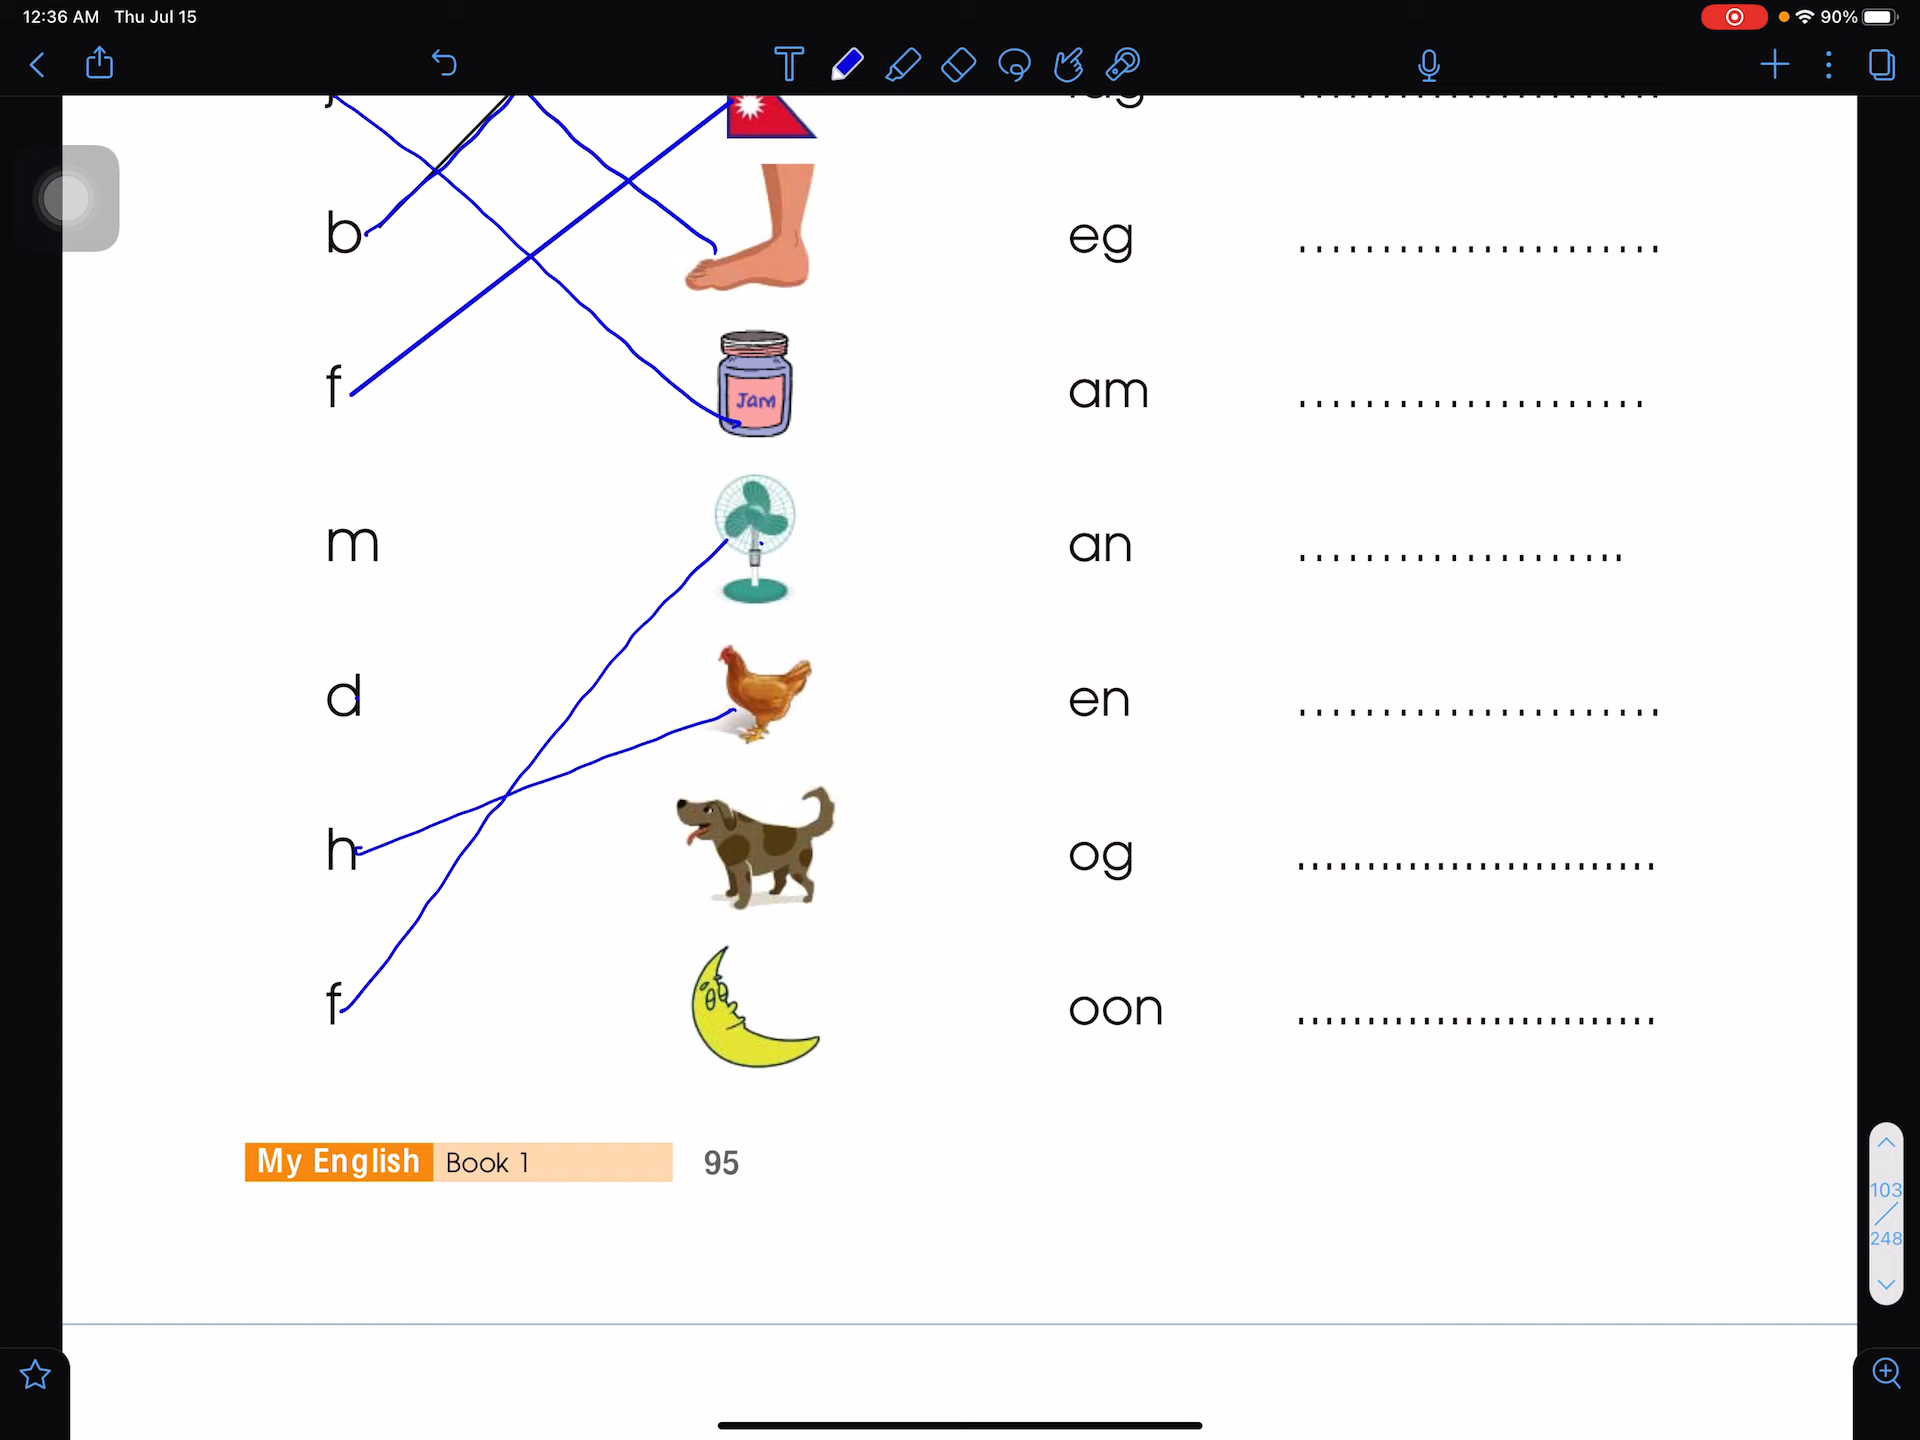 12:36 AM Thu Jul 15 90%
b eg ......................
f Jam am .....................
m an ....................
d en ......................
h og ..........................
f oon ..........................
My English Book 1 95
103
248